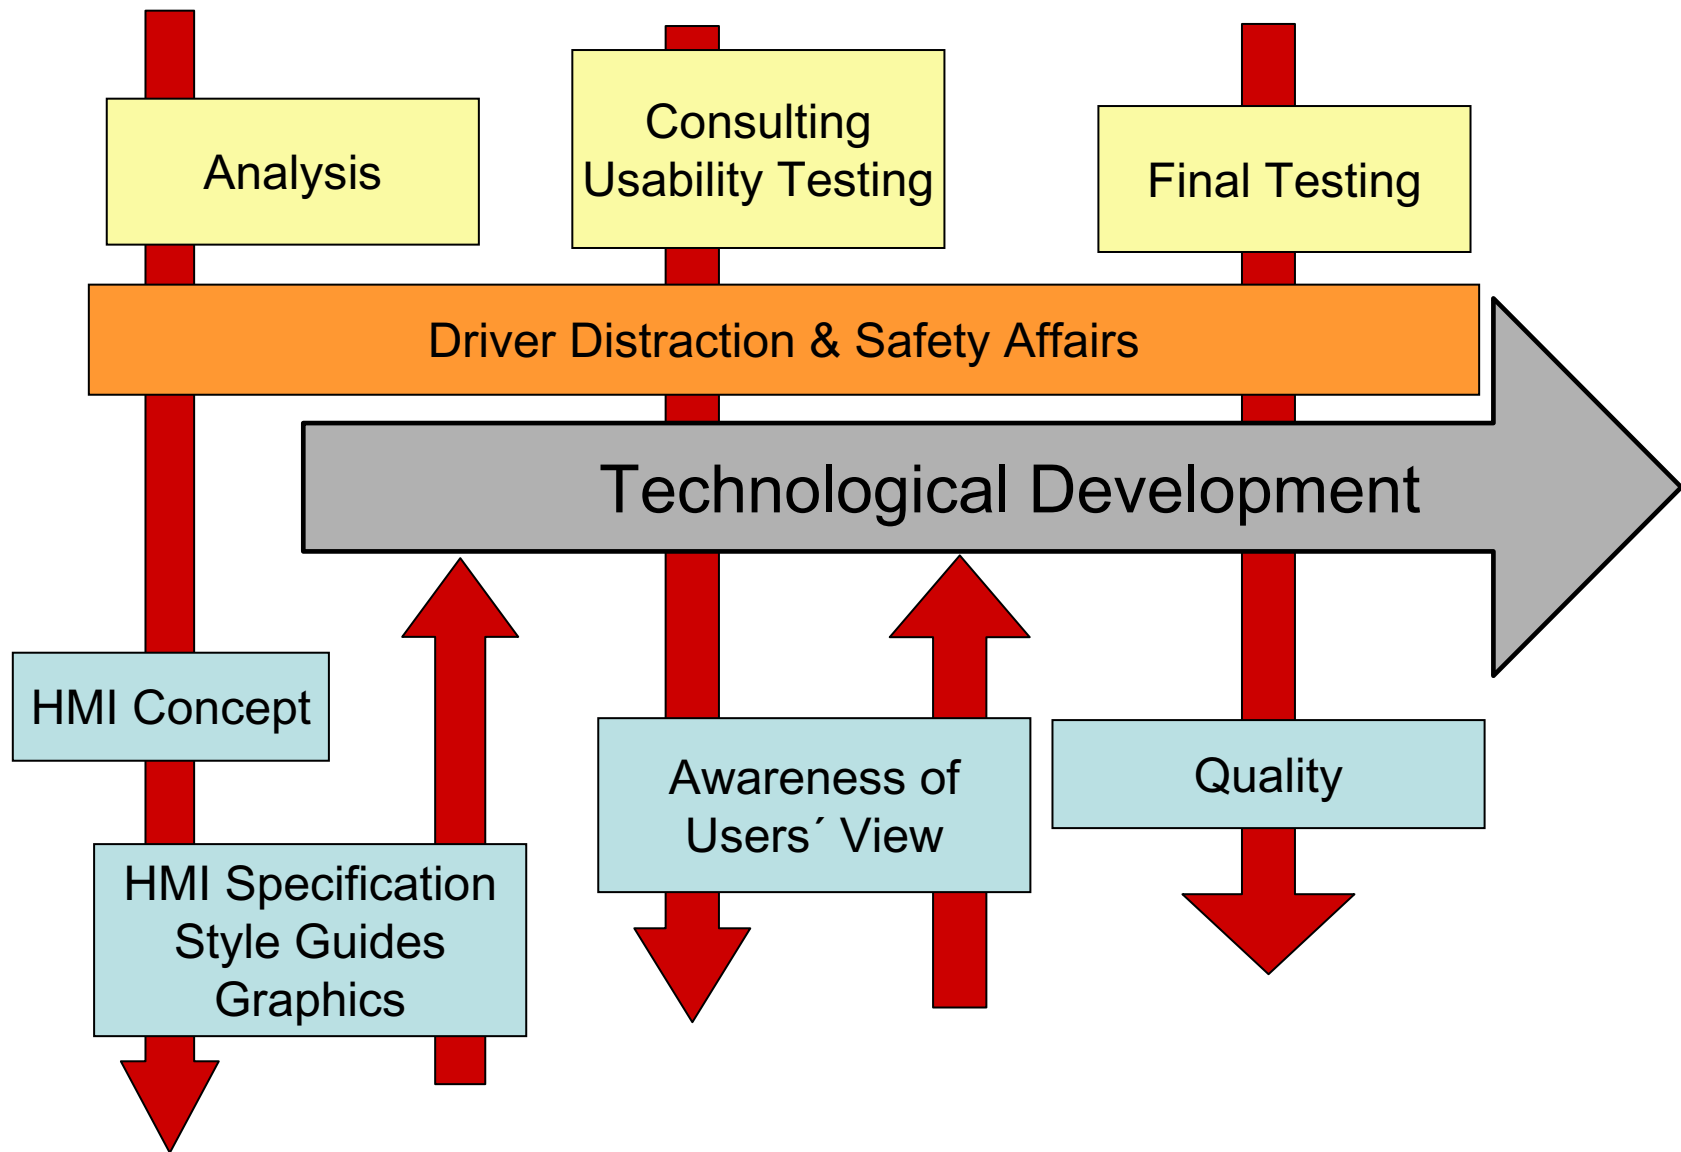 Analysis
Consulting
Usability Testing
Final Testing
Driver Distraction & Safety Affairs
Technological Development
HMI Concept
HMI Specification
Style Guides
Graphics
Awareness of
Users´ View
Quality